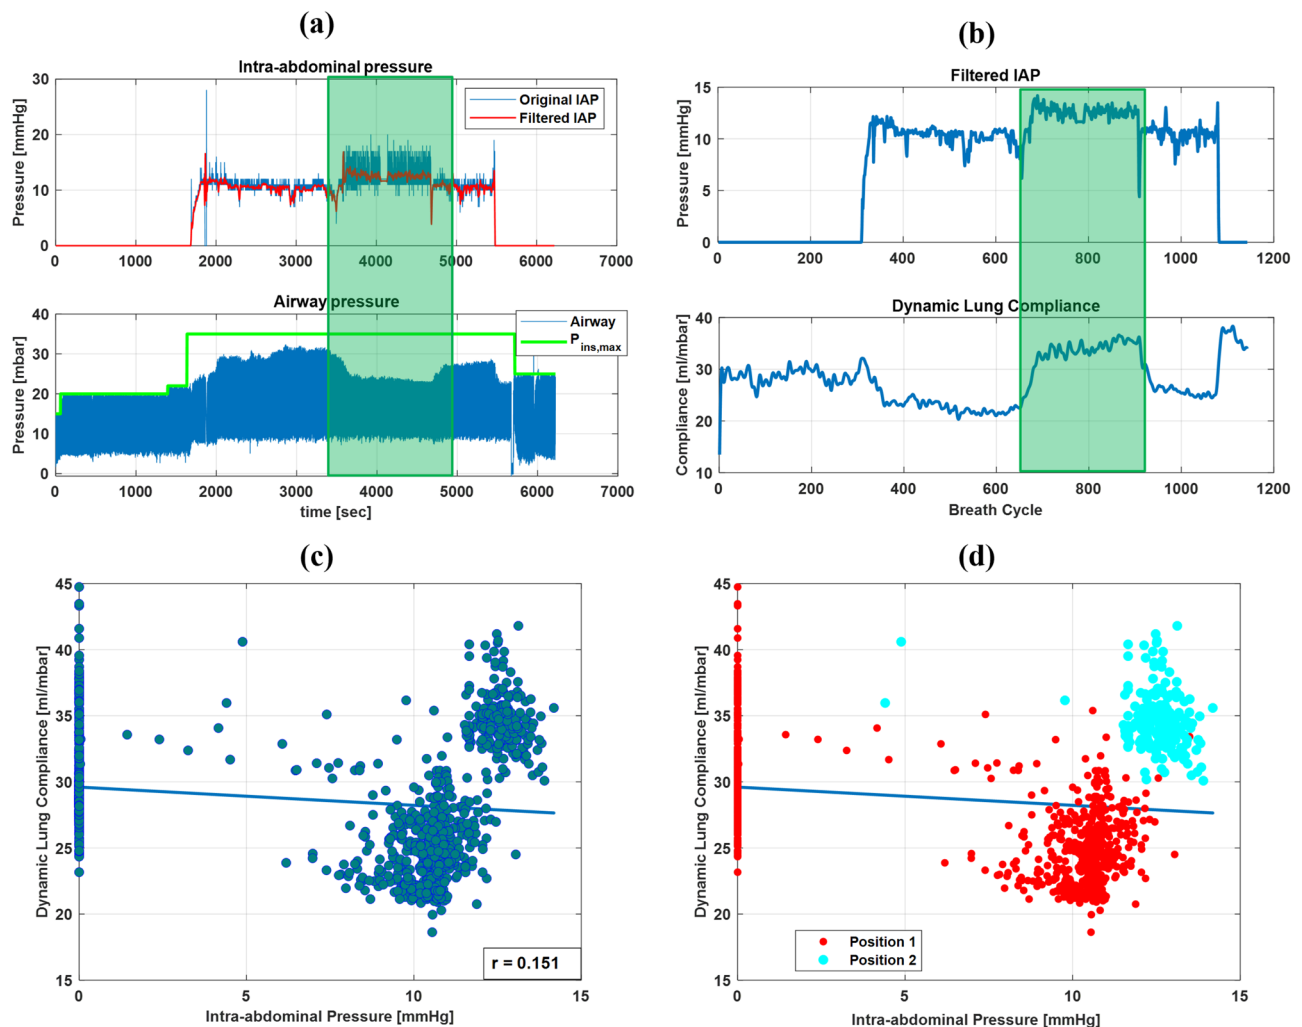 (a)
Intra-abdominal pressure
30
20
10
0
Pressure [mmHg]
Original IAP
Filtered IAP
0 1000 2000 3000 4000 5000 6000 7000
Airway pressure
40
30
20
10
0
Pressure [mbar]
Airway
P ins,max
0 1000 2000 3000 4000 5000 6000 7000
time [sec]
(b)
Filtered IAP
15
10
5
0
Pressure [mmHg]
0 200 400 600 800 1000 1200
Dynamic Lung Compliance
40
30
20
10
Compliance [ml/mbar]
0 200 400 600 800 1000 1200
Breath Cycle
(c)
45
40
35
30
25
20
15
Dynamic Lung Compliance [ml/mbar]
r = 0.151
0 5 10 15
Intra-abdominal Pressure [mmHg]
(d)
45
40
35
30
25
20
15
Dynamic Lung Compliance [ml/mbar]
Position 1
Position 2
0 5 10 15
Intra-abdominal Pressure [mmHg]